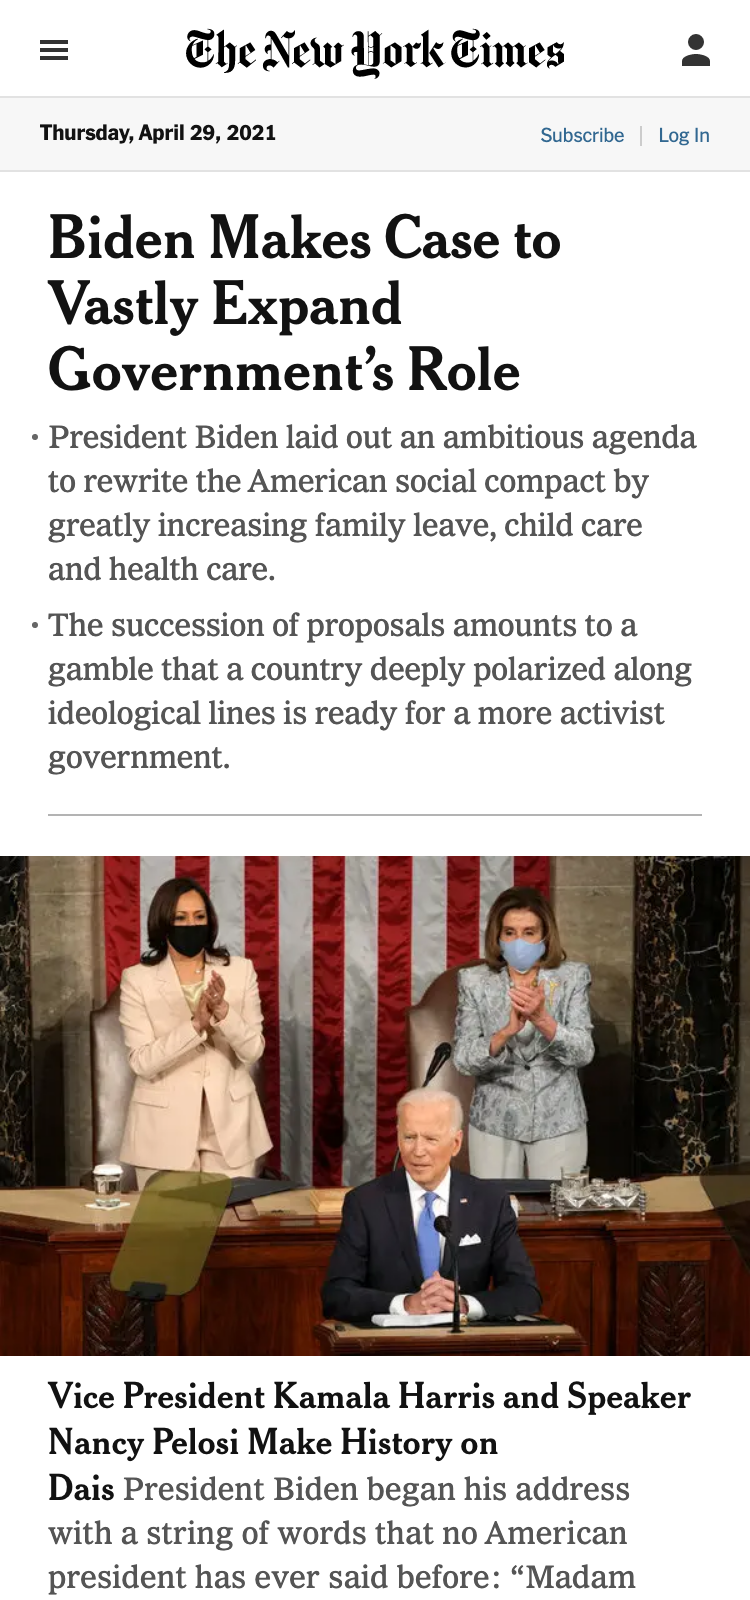 The New York Times
Thursday, April 29, 2021
Subscribe | Log In
Biden Makes Case to
Vastly Expand
Government’s Role
• President Biden laid out an ambitious agenda
to rewrite the American social compact by
greatly increasing family leave, child care
and health care.
• The succession of proposals amounts to a
gamble that a country deeply polarized along
ideological lines is ready for a more activist
government.
Vice President Kamala Harris and Speaker
Nancy Pelosi Make History on
Dais President Biden began his address
with a string of words that no American
president has ever said before: “Madam